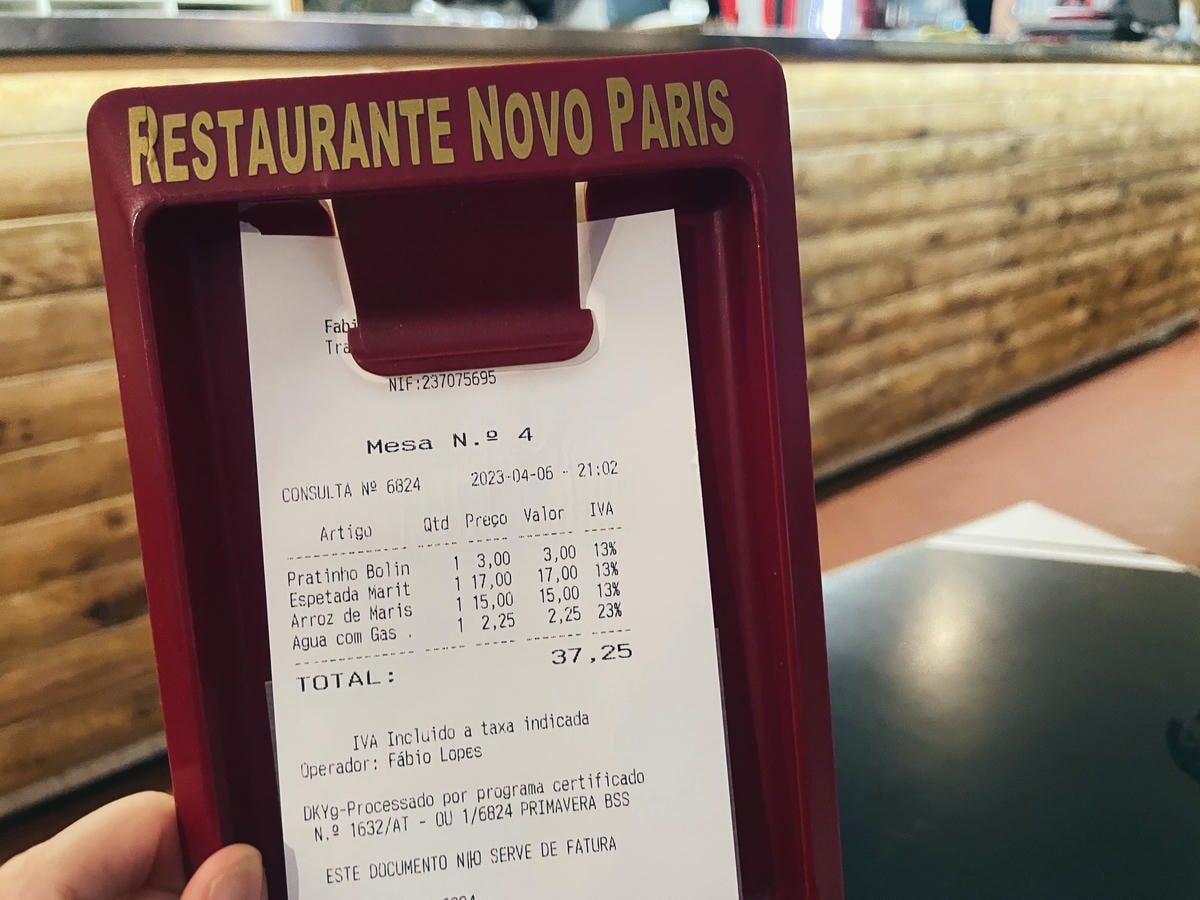 RESTAURANTE NOVO PARIS
NIF:237075695
Mesa N.º 4
CONSULTA Nº 6824 2023-04-06 - 21:02
Artigo Qtd Preço Valor IVA
Pratinho Bolin 1 3,00 3,00 13%
Espetada Marit 1 17,00 17,00 13%
Arroz de Maris 1 15,00 15,00 13%
Agua com Gas . 1 2,25 2,25 23%
TOTAL: 37,25
IVA Incluido a taxa indicada
Operador: Fábio Lopes
DKYg-Processado por programa certificado
N.º 1632/AT - OU 1/6824 PRIMAVERA BSS
ESTE DOCUMENTO NÃO SERVE DE FATURA